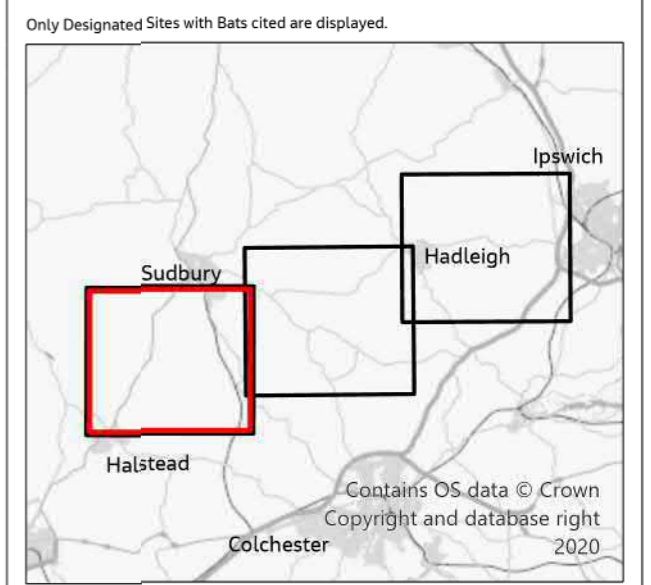 Only Designated Sites with Bats cited are displayed.
Ipswich
Hadleigh
Sudbury
Halstead
Contains OS data © Crown
Copyright and database right
2020
Colchester